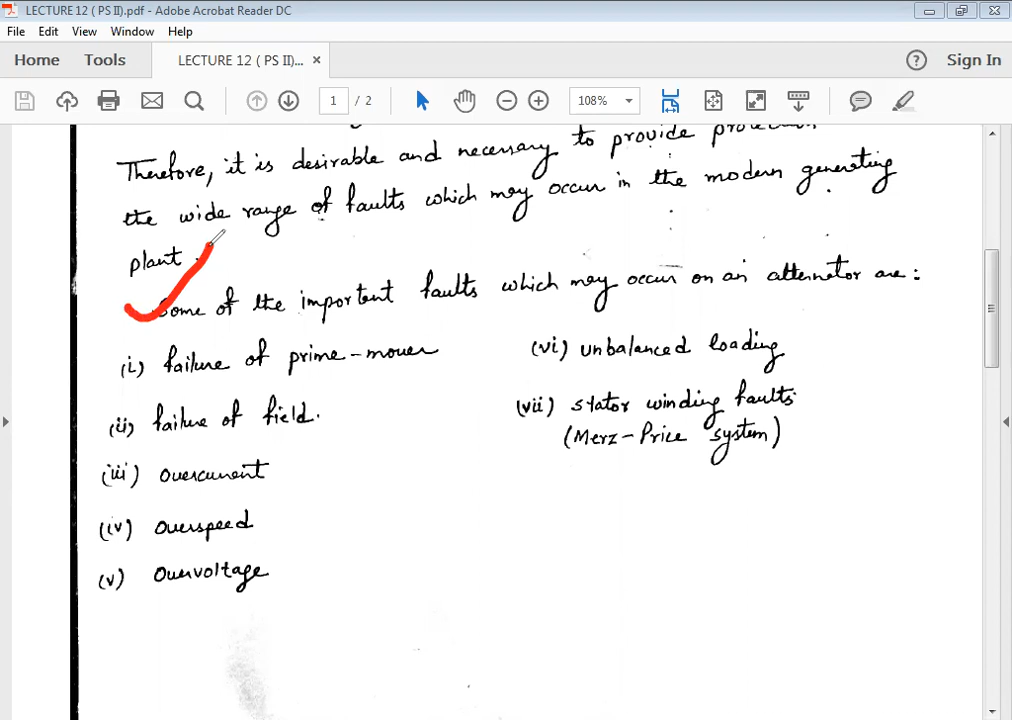 LECTURE 12 ( PS II).pdf - Adobe Acrobat Reader DC
File Edit View Window Help
Home Tools LECTURE 12 ( PS II)... × ? Sign In
1 / 2 108%
Therefore, it is desirable and necessary to provide
the wide range of faults which may occur in the modern generating
plant.
Some of the important faults which may occur on an alternator are:
(i) failure of prime-mover
(ii) failure of field.
(iii) overcurrent
(iv) overspeed
(v) overvoltage
(vi) unbalanced loading
(vii) stator winding faults
(Merz-Price system)